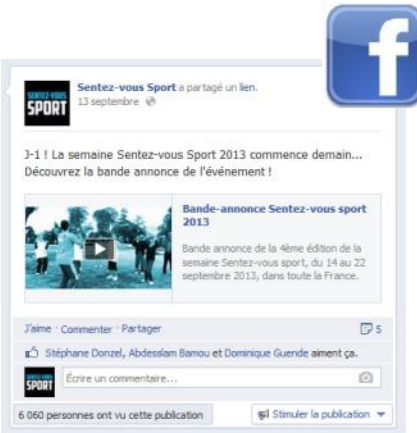 f
SENTEZ-VOUS
SPORT
Sentez-vous Sport a partagé un lien.
13 septembre
J-1 ! La semaine Sentez-vous Sport 2013 commence demain...
Découvrez la bande annonce de l'événement !
Bande-annonce Sentez-vous sport
2013
Bande annonce de la 4ème édition de la
semaine Sentez-vous sport, du 14 au 22
septembre 2013, dans toute la France.
J'aime · Commenter · Partager
5
Stéphane Donzel, Abdesslam Bamou et Dominique Guende aiment ça.
SPORT
Écrire un commentaire...
6 060 personnes ont vu cette publication
Stimuler la publication